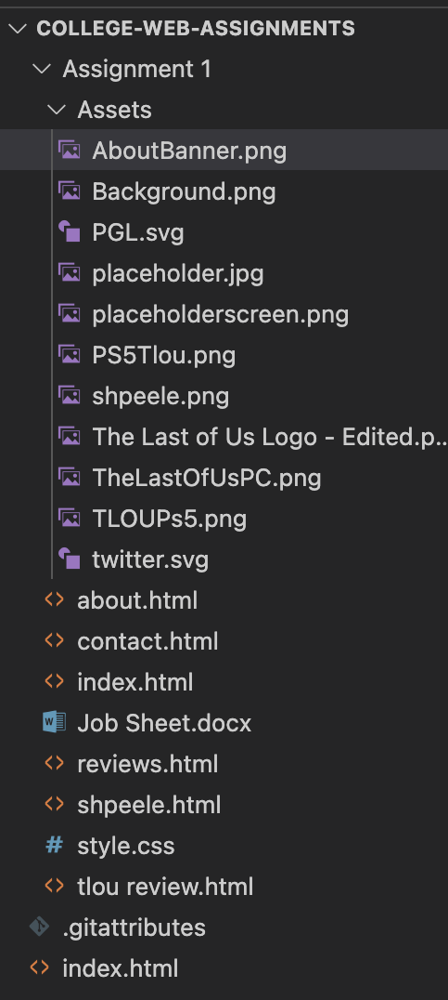 COLLEGE-WEB-ASSIGNMENTS
Assignment 1
Assets
AboutBanner.png
Background.png
PGL.svg
placeholder.jpg
placeholderscreen.png
PS5Tlou.png
shpeele.png
The Last of Us Logo - Edited.p...
TheLastOfUsPC.png
TLOUPs5.png
twitter.svg
about.html
contact.html
index.html
Job Sheet.docx
reviews.html
shpeele.html
style.css
tlou review.html
.gitattributes
index.html